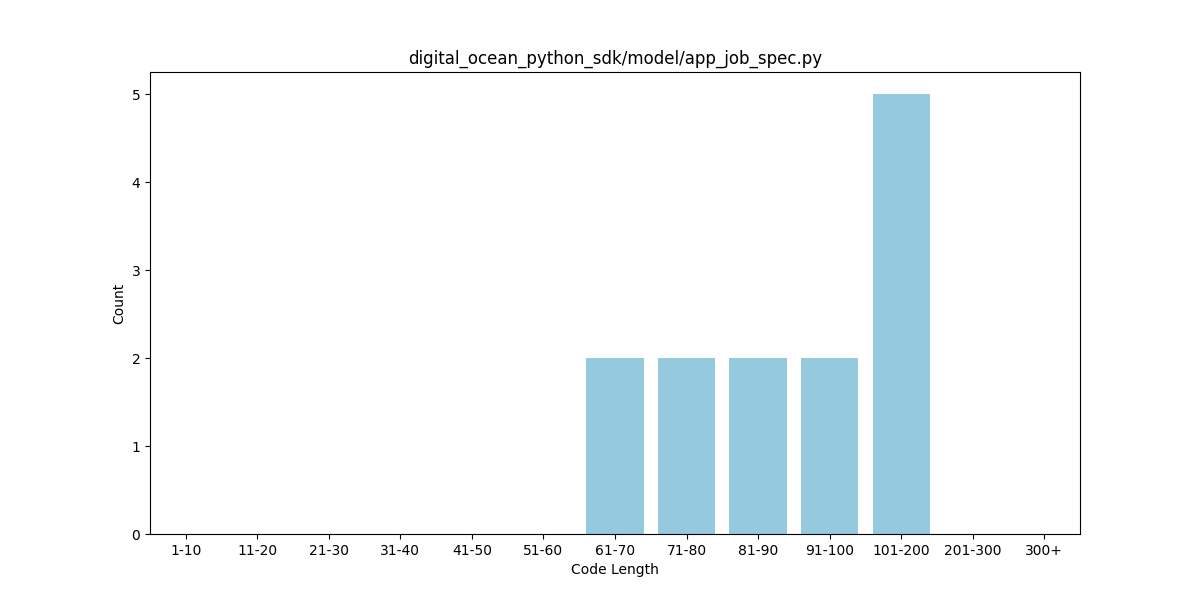 digital_ocean_python_sdk/model/app_job_spec.py
5
4
3
2
1
0
Count
1-10 11-20 21-30 31-40 41-50 51-60 61-70 71-80 81-90 91-100 101-200 201-300 300+
Code Length